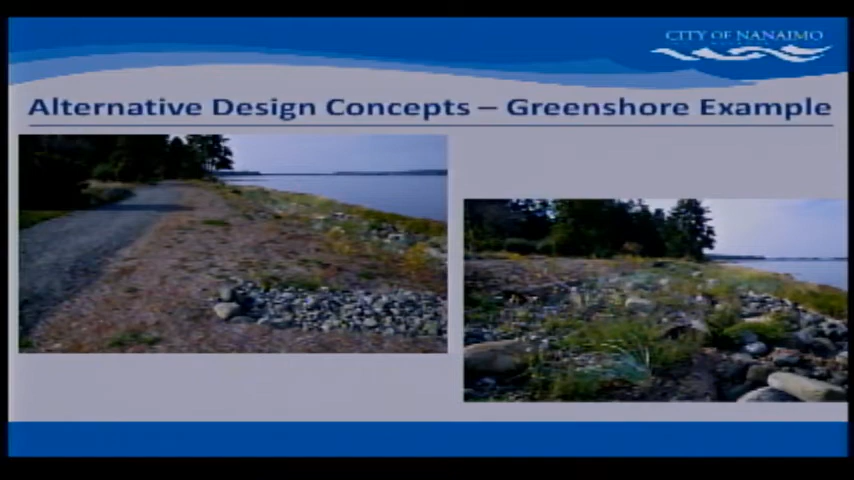 CITY OF NANAIMO
Alternative Design Concepts – Greenshore Example